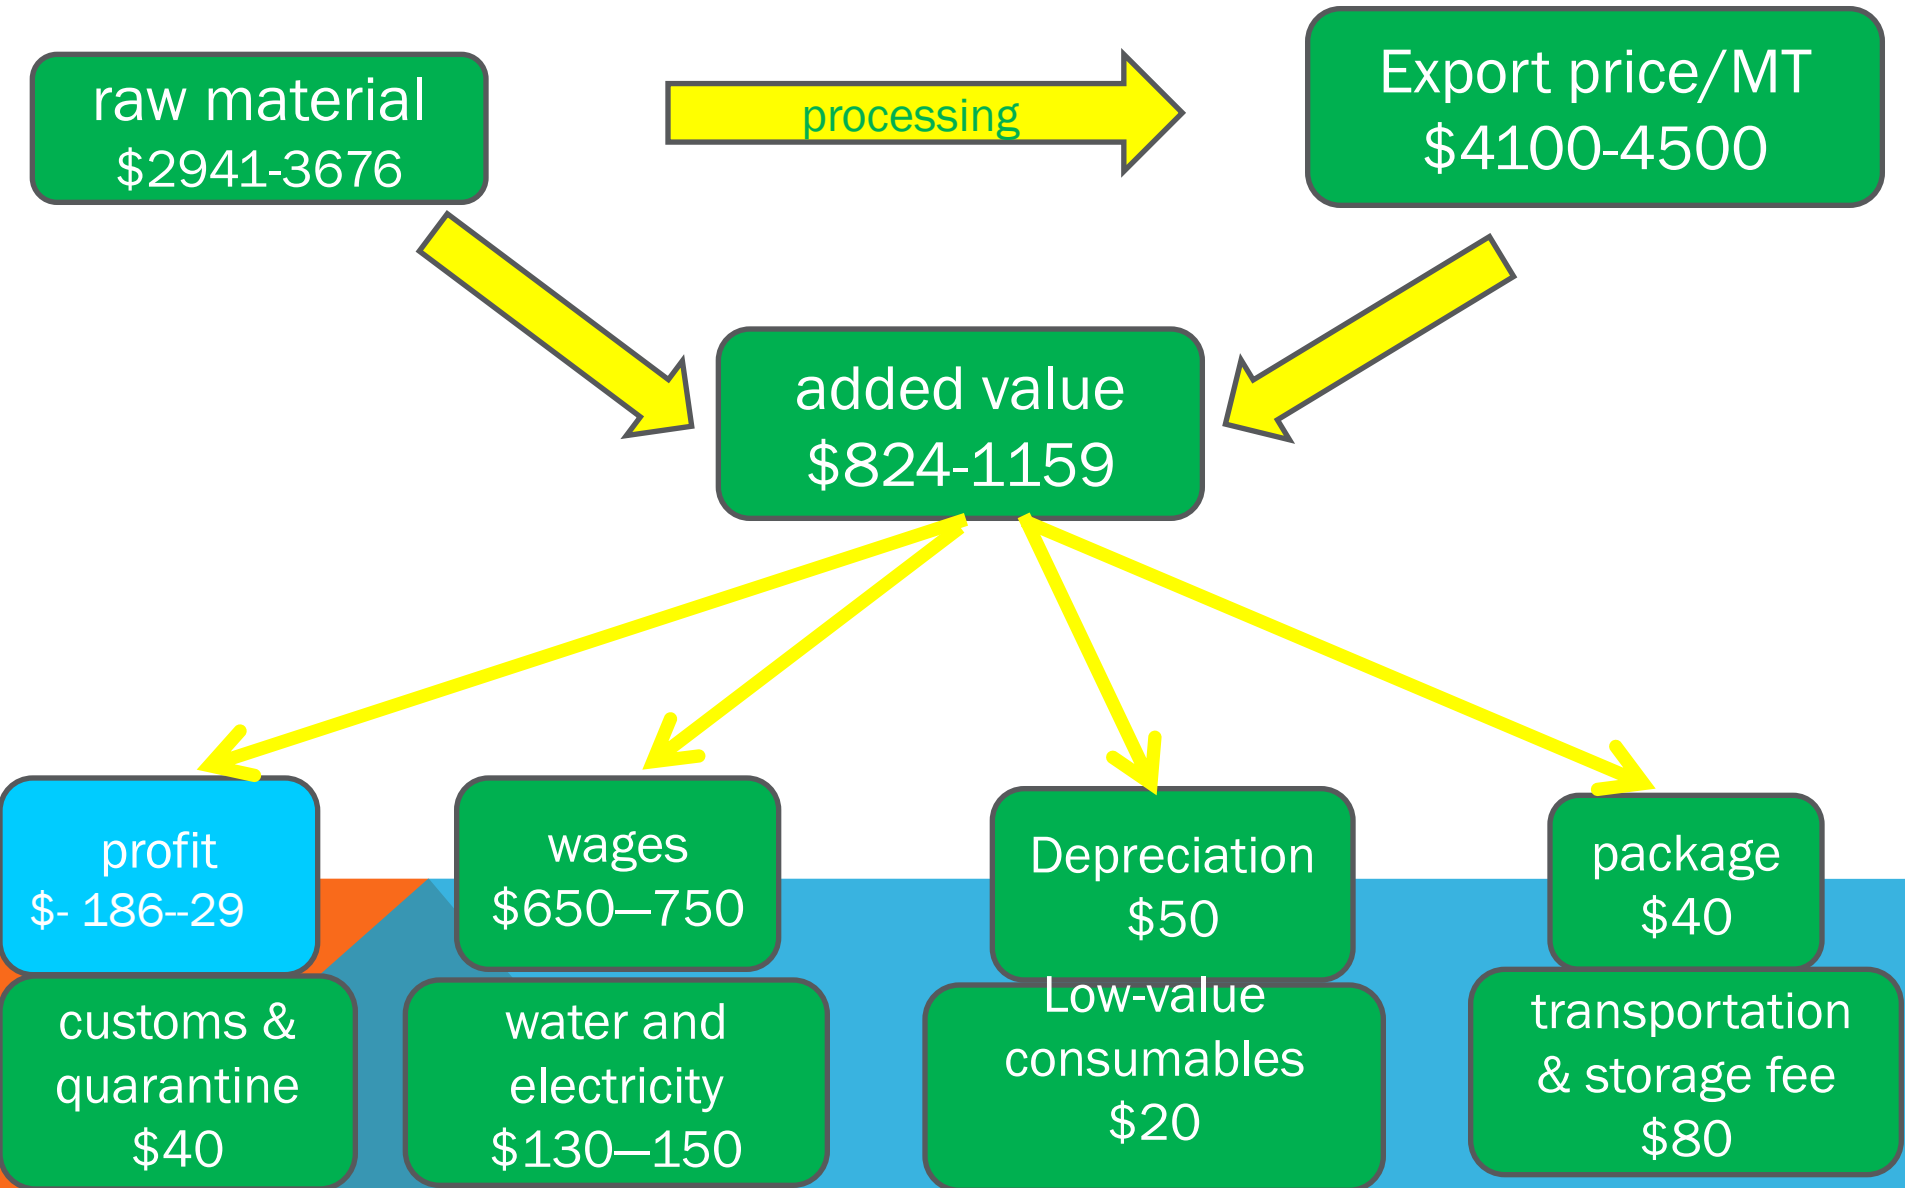 raw material
$2941-3676
processing
Export price/MT
$4100-4500
added value
$824-1159
profit
$- 186--29
wages
$650—750
Depreciation
$50
package
$40
customs &
quarantine
$40
water and
electricity
$130—150
Low-value
consumables
$20
transportation
& storage fee
$80